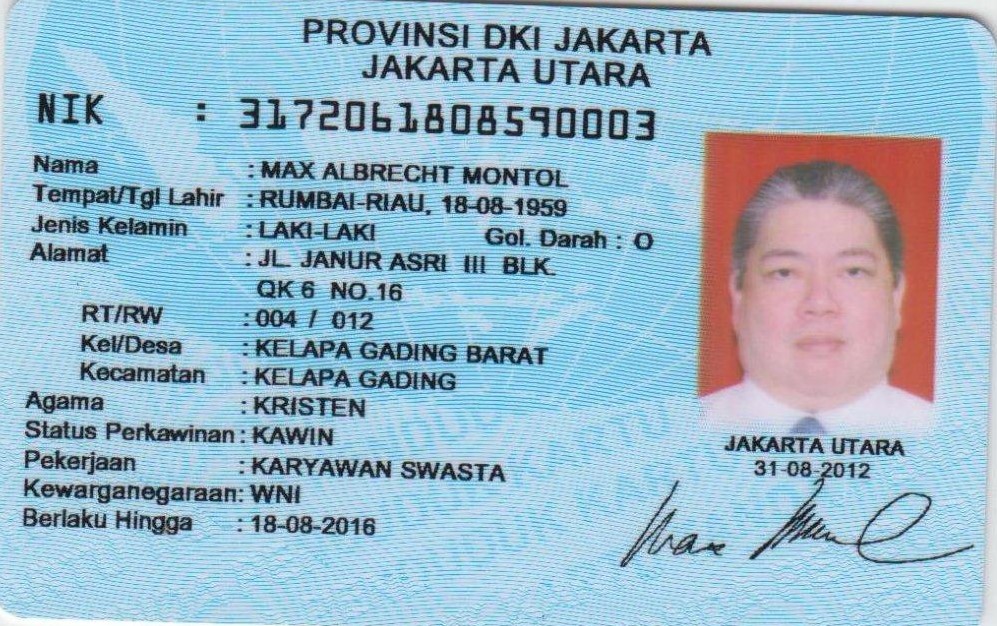 PROVINSI DKI JAKARTA
JAKARTA UTARA
NIK : 3172061808590003
Nama : MAX ALBRECHT MONTOL
Tempat/Tgl Lahir : RUMBAI-RIAU, 18-08-1959
Jenis Kelamin : LAKI-LAKI Gol. Darah : O
Alamat : JL. JANUR ASRI III BLK.
QK 6 NO.16
RT/RW : 004 / 012
Kel/Desa : KELAPA GADING BARAT
Kecamatan : KELAPA GADING
Agama : KRISTEN
Status Perkawinan : KAWIN
Pekerjaan : KARYAWAN SWASTA
Kewarganegaraan: WNI
Berlaku Hingga : 18-08-2016
JAKARTA UTARA
31-08-2012